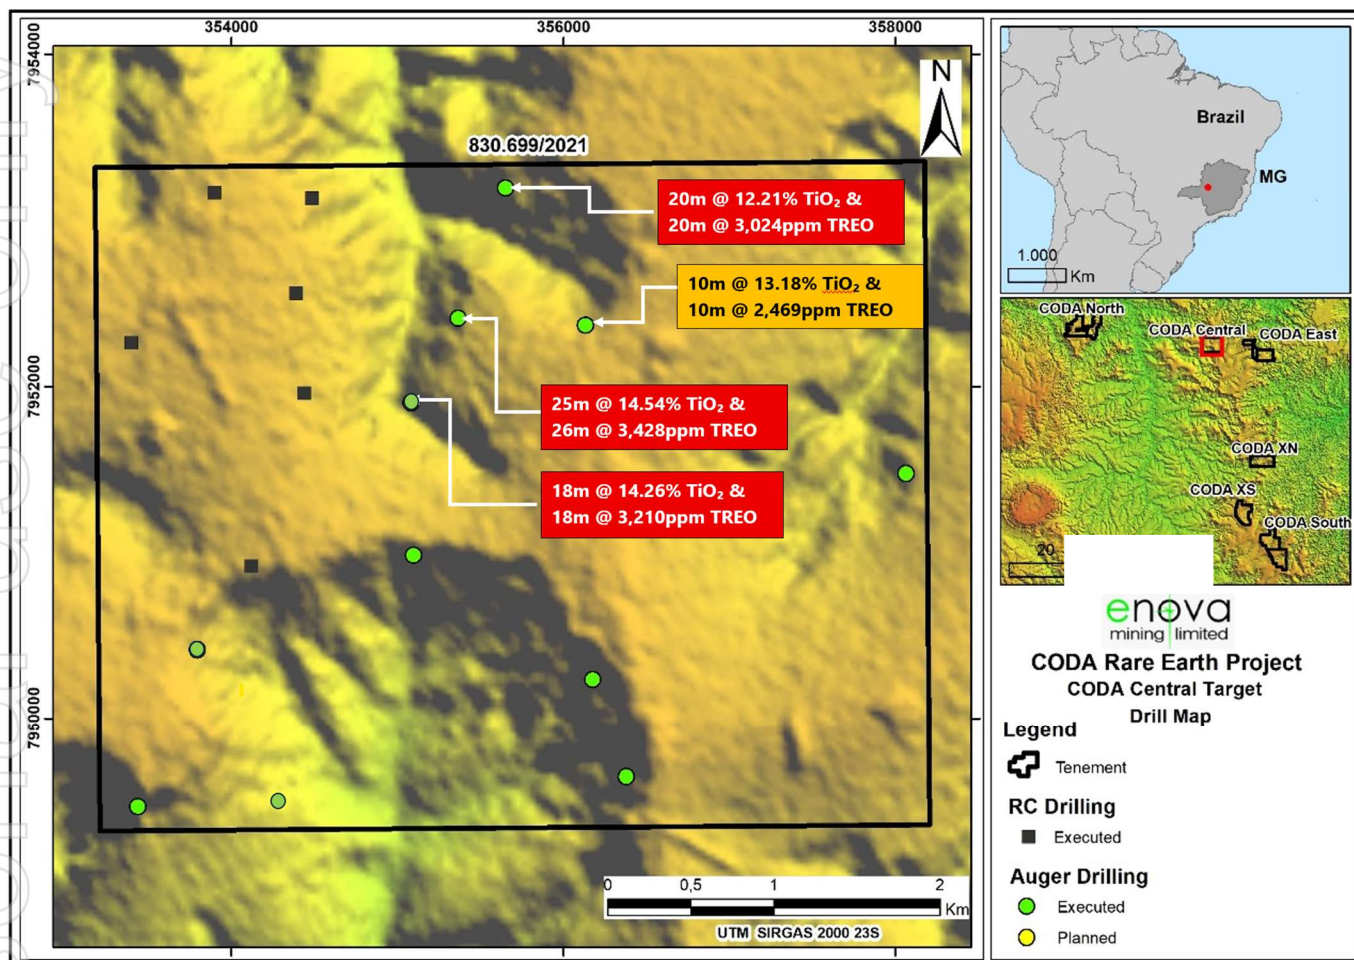 354000
356000
358000
7954000
7952000
7950000
N
830.699/2021
20m @ 12.21% TiO₂ &
20m @ 3,024ppm TREO
10m @ 13.18% TiO₂ &
10m @ 2,469ppm TREO
25m @ 14.54% TiO₂ &
26m @ 3,428ppm TREO
18m @ 14.26% TiO₂ &
18m @ 3,210ppm TREO
0 0,5 1 2
Km
UTM SIRGAS 2000 23S
Brazil
MG
1.000
Km
CODA North
CODA Central
CODA East
CODA XN
CODA XS
CODA South
20
enova
mining limited
CODA Rare Earth Project
CODA Central Target
Drill Map
Legend
Tenement
RC Drilling
Executed
Auger Drilling
Executed
Planned